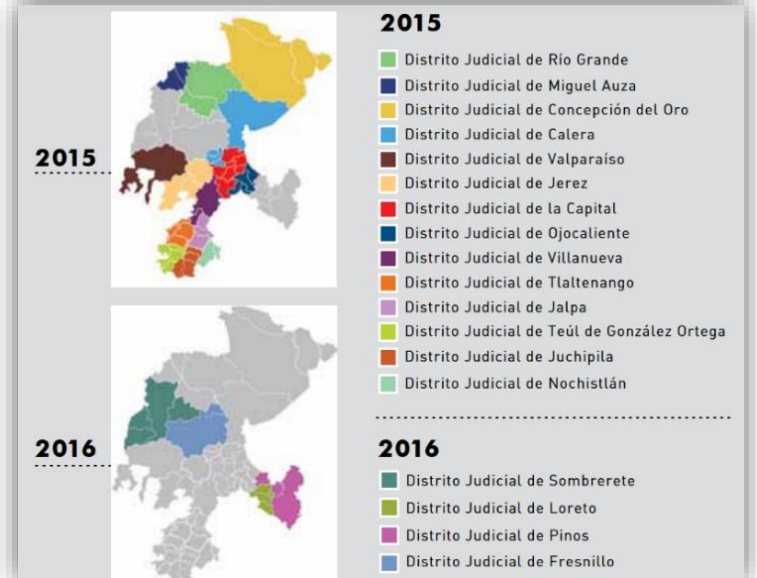 2015
2015
Distrito Judicial de Río Grande
Distrito Judicial de Miguel Auza
Distrito Judicial de Concepción del Oro
Distrito Judicial de Calera
Distrito Judicial de Valparaíso
Distrito Judicial de Jerez
Distrito Judicial de la Capital
Distrito Judicial de Ojocaliente
Distrito Judicial de Villanueva
Distrito Judicial de Tlaltenango
Distrito Judicial de Jalpa
Distrito Judicial de Teúl de González Ortega
Distrito Judicial de Juchipila
Distrito Judicial de Nochistlán
2016
2016
Distrito Judicial de Sombrerete
Distrito Judicial de Loreto
Distrito Judicial de Pinos
Distrito Judicial de Fresnillo